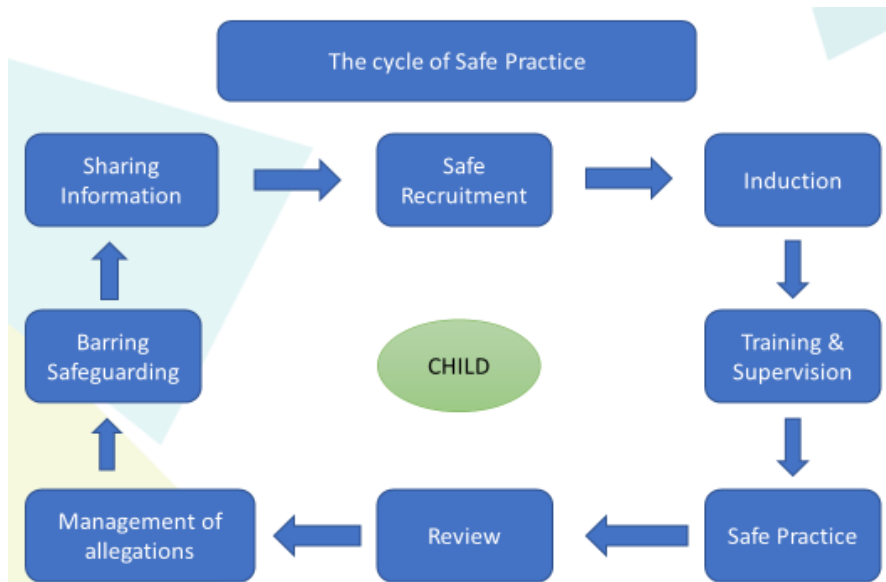 The cycle of Safe Practice
Sharing
Information
Safe
Recruitment
Induction
Barring
Safeguarding
CHILD
Training &
Supervision
Management of
allegations
Review
Safe Practice